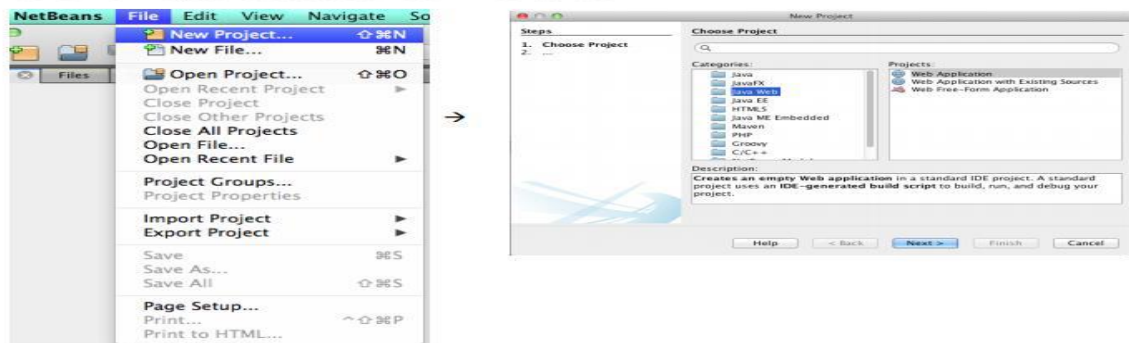 NetBeans File Edit View Navigate So
New Project... ⇧⌘N
New File... ⌘N
Files
Open Project... ⇧⌘O
Open Recent Project ▶
Close Project
Close Other Projects
Close All Projects
Open File...
Open Recent File ▶
Project Groups...
Project Properties
Import Project ▶
Export Project ▶
Save ⌘S
Save As...
Save All ⇧⌘S
Page Setup...
Print... ^⇧⌘P
Print to HTML...
→
New Project
Steps
1. Choose Project
2. ...
Choose Project
Categories:
Java
JavaFX
Java Web
Java EE
HTML5
Java ME Embedded
Maven
PHP
Groovy
C/C++
Projects:
Web Application
Web Application with Existing Sources
Web Free-Form Application
Description:
Creates an empty Web application in a standard IDE project. A standard
project uses an IDE-generated build script to build, run, and debug your
project.
Help < Back Next > Finish Cancel